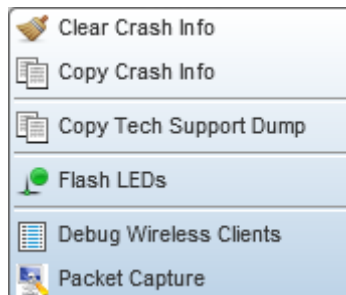 Clear Crash Info
Copy Crash Info
Copy Tech Support Dump
Flash LEDs
Debug Wireless Clients
Packet Capture